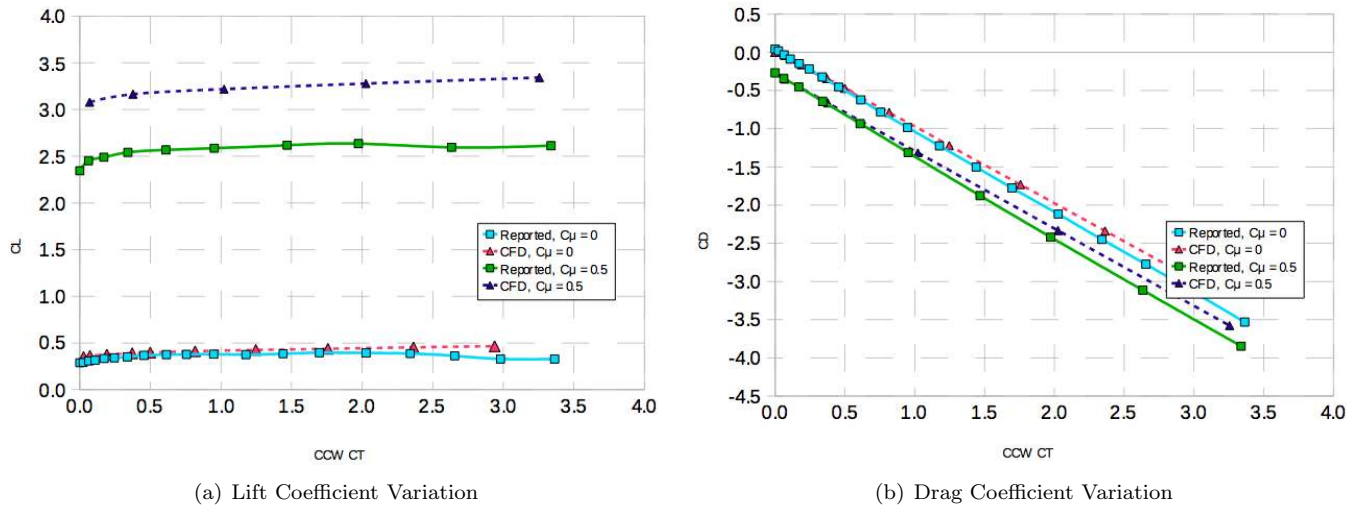 4.0
3.5
3.0
2.5
2.0
1.5
1.0
0.5
0.0
CL
0.0 0.5 1.0 1.5 2.0 2.5 3.0 3.5 4.0
CCW CT
Reported, Cμ = 0
CFD, Cμ = 0
Reported, Cμ = 0.5
CFD, Cμ = 0.5
(a) Lift Coefficient Variation
0.5
0.0
-0.5
-1.0
-1.5
-2.0
-2.5
-3.0
-3.5
-4.0
-4.5
CD
0.0 0.5 1.0 1.5 2.0 2.5 3.0 3.5 4.0
CCW CT
Reported, Cμ = 0
CFD, Cμ = 0
Reported, Cμ = 0.5
CFD, Cμ = 0.5
(b) Drag Coefficient Variation